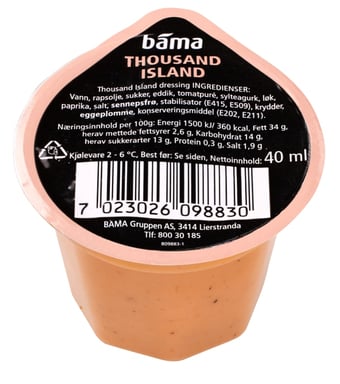 bama
THOUSAND
ISLAND
Thousand Island dressing INGREDIENSER:
Vann, rapsolje, sukker, eddik, tomatpuré, sylteagurk, løk,
paprika, salt, sennepsfrø, stabilisator (E415, E509), krydder,
eggeplomme, konserveringsmiddel (E202, E211).
Næringsinnhold per 100g: Energi 1500 kJ/ 360 kcal, Fett 34 g,
herav mettede fettsyrer 2,6 g, Karbohydrat 14 g,
herav sukkerarter 13 g, Protein 0,3 g, Salt 1,9 g
Kjølevare 2 - 6 °C, Best før: Se siden, Nettoinnhold: 40 ml
7 023026 098830
BAMA Gruppen AS, 3414 Lierstranda
Tlf: 800 30 185
809883-1